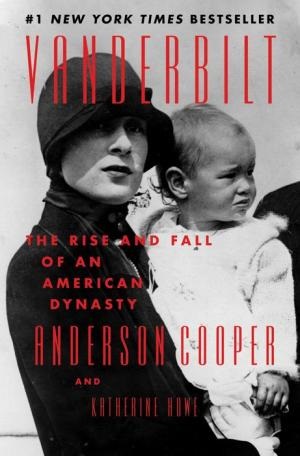 #1 NEW YORK TIMES BESTSELLER
VANDERBILT
THE RISE AND FALL
OF AN
AMERICAN
DYNASTY
ANDERSON COOPER
AND
KATHERINE HOWE